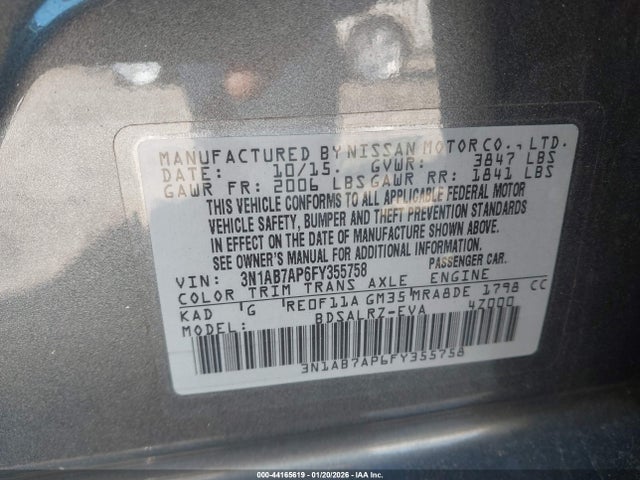 MANUFACTURED BY NISSAN MOTOR CO., LTD.
DATE: 10/15. GVWR: 3847 LBS
GAWR FR: 2006 LBS GAWR RR: 1841 LBS
THIS VEHICLE CONFORMS TO ALL APPLICABLE FEDERAL MOTOR
VEHICLE SAFETY, BUMPER AND THEFT PREVENTION STANDARDS
IN EFFECT ON THE DATE OF MANUFACTURE SHOWN ABOVE.
SEE OWNER'S MANUAL FOR ADDITIONAL INFORMATION.
VIN: 3N1AB7AP6FY355758 PASSENGER CAR.
COLOR TRIM TRANS AXLE ENGINE
KAD G RE0F11A GM35 MRA8DE 1798 CC
MODEL: BDSALRZ-EVA 4Z000
3N1AB7AP6FY355758
000-44165619 | 01/20/2026 | IAA Inc.